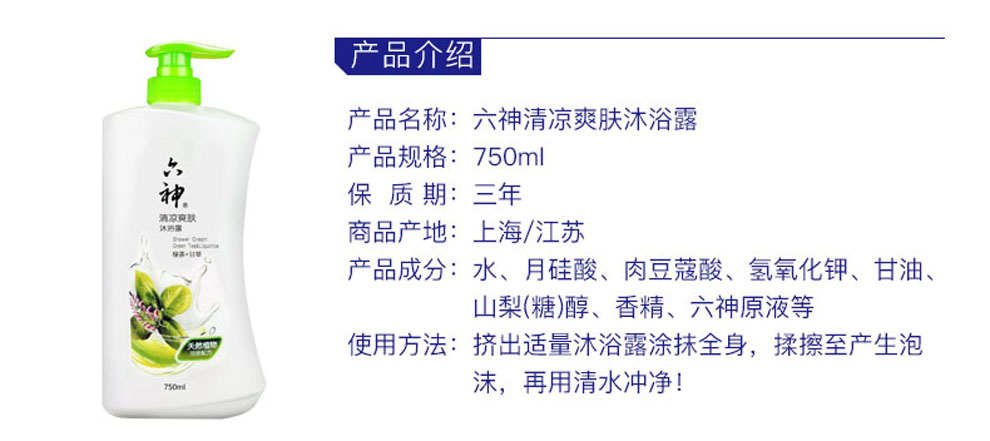 产品介绍
产品名称：六神清凉爽肤沐浴露
产品规格：750ml
保 质 期：三年
商品产地：上海/江苏
产品成分：水、月硅酸、肉豆蔻酸、氢氧化钾、甘油、
山梨(糖)醇、香精、六神原液等
使用方法：挤出适量沐浴露涂抹全身，揉擦至产生泡
沫，再用清水冲净！
六
神
清凉爽肤
沐浴露
Shower Cream
Green Tea&Liquorice
绿茶+甘草
天然植物
750ml